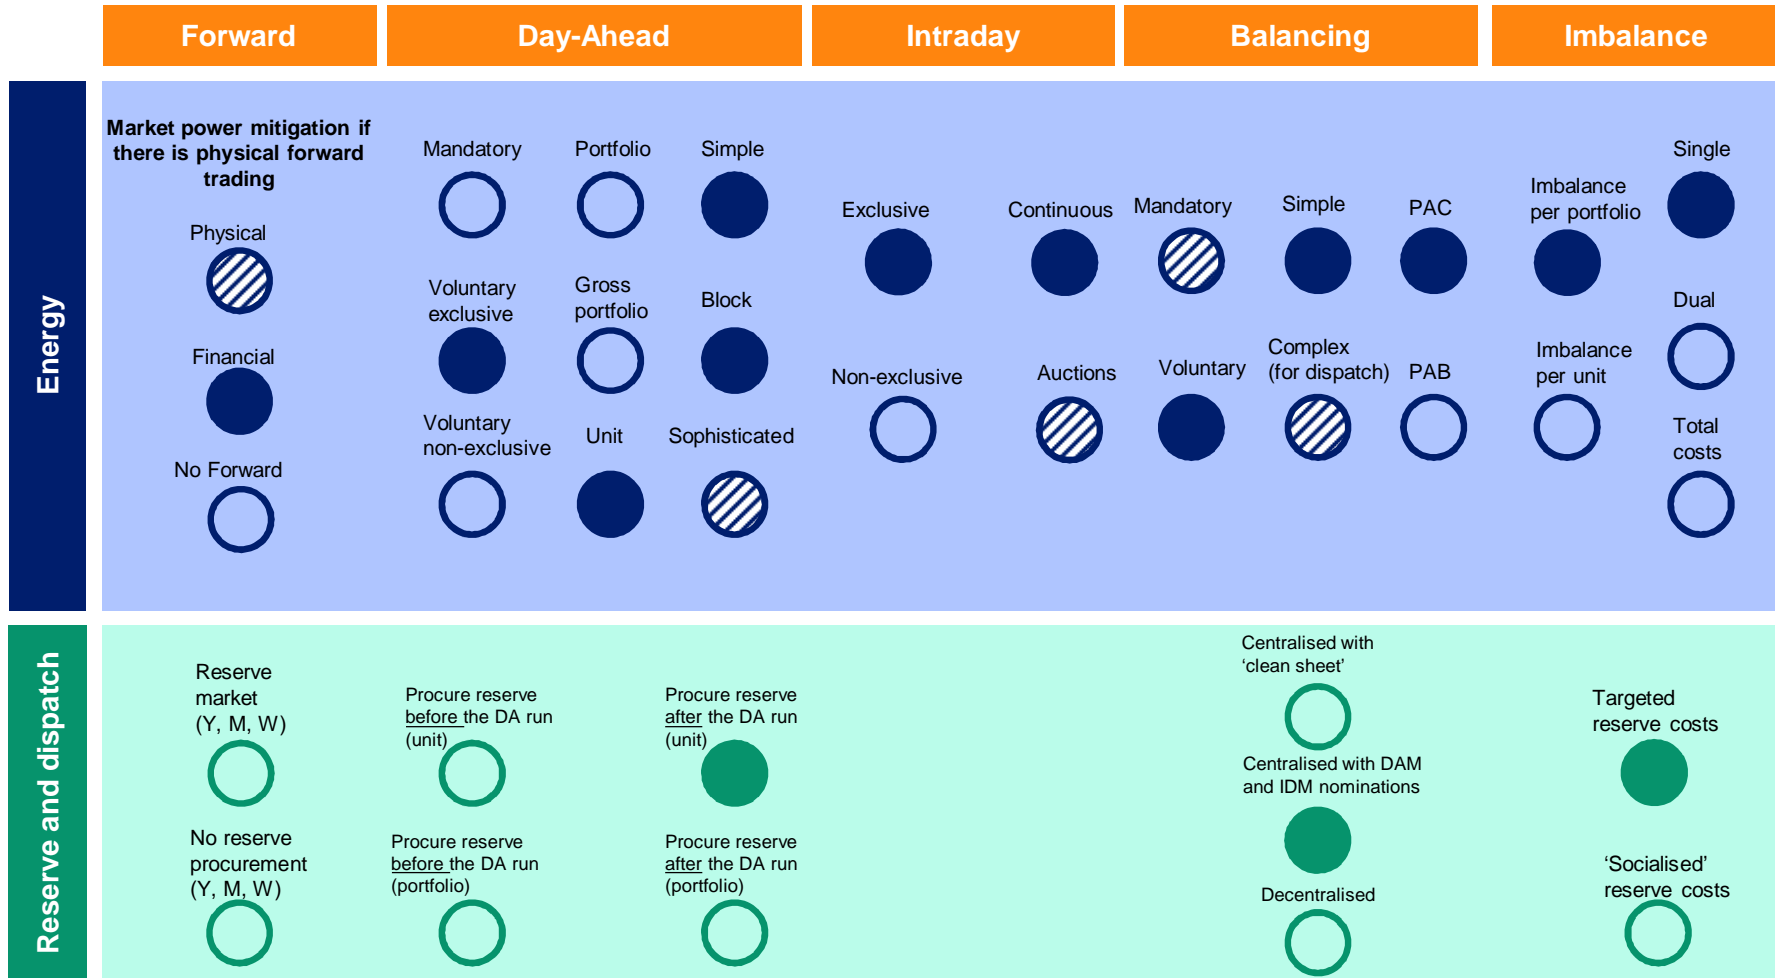 Forward
Day-Ahead
Intraday
Balancing
Imbalance
Energy
Market power mitigation if
there is physical forward
trading
Physical
Financial
No Forward
Mandatory
Portfolio
Simple
Voluntary
exclusive
Gross
portfolio
Block
Voluntary
non-exclusive
Unit
Sophisticated
Exclusive
Continuous
Non-exclusive
Auctions
Mandatory
Simple
PAC
Voluntary
Complex
(for dispatch)
PAB
Imbalance
per portfolio
Single
Imbalance
per unit
Dual
Total
costs
Reserve and dispatch
Reserve
market
(Y, M, W)
No reserve
procurement
(Y, M, W)
Procure reserve
before the DA run
(unit)
Procure reserve
after the DA run
(unit)
Procure reserve
before the DA run
(portfolio)
Procure reserve
after the DA run
(portfolio)
Centralised with
‘clean sheet’
Centralised with DAM
and IDM nominations
Decentralised
Targeted
reserve costs
‘Socialised’
reserve costs